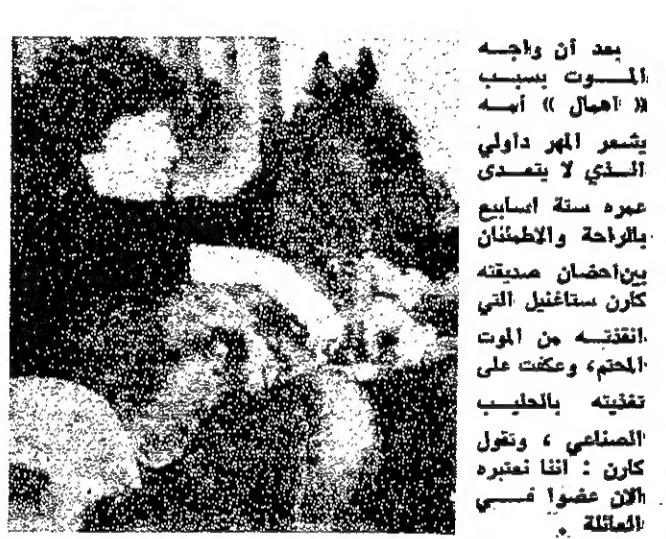 بعد أن واجه
الموت بسبب
« اهمال » أمه
يشعر المهر داولي
الذي لا يتعدى
عمره ستة اسابيع
بالراحة والاطمئنان
بين احضان صديقته
كارن ستاغنيل التي
انقذته من الموت
المحتم، وعكفت على
تغذيته بالحليب
الصناعي ، وتقول
كارن : اننا نعتبره
الان عضوا في
العائلة .